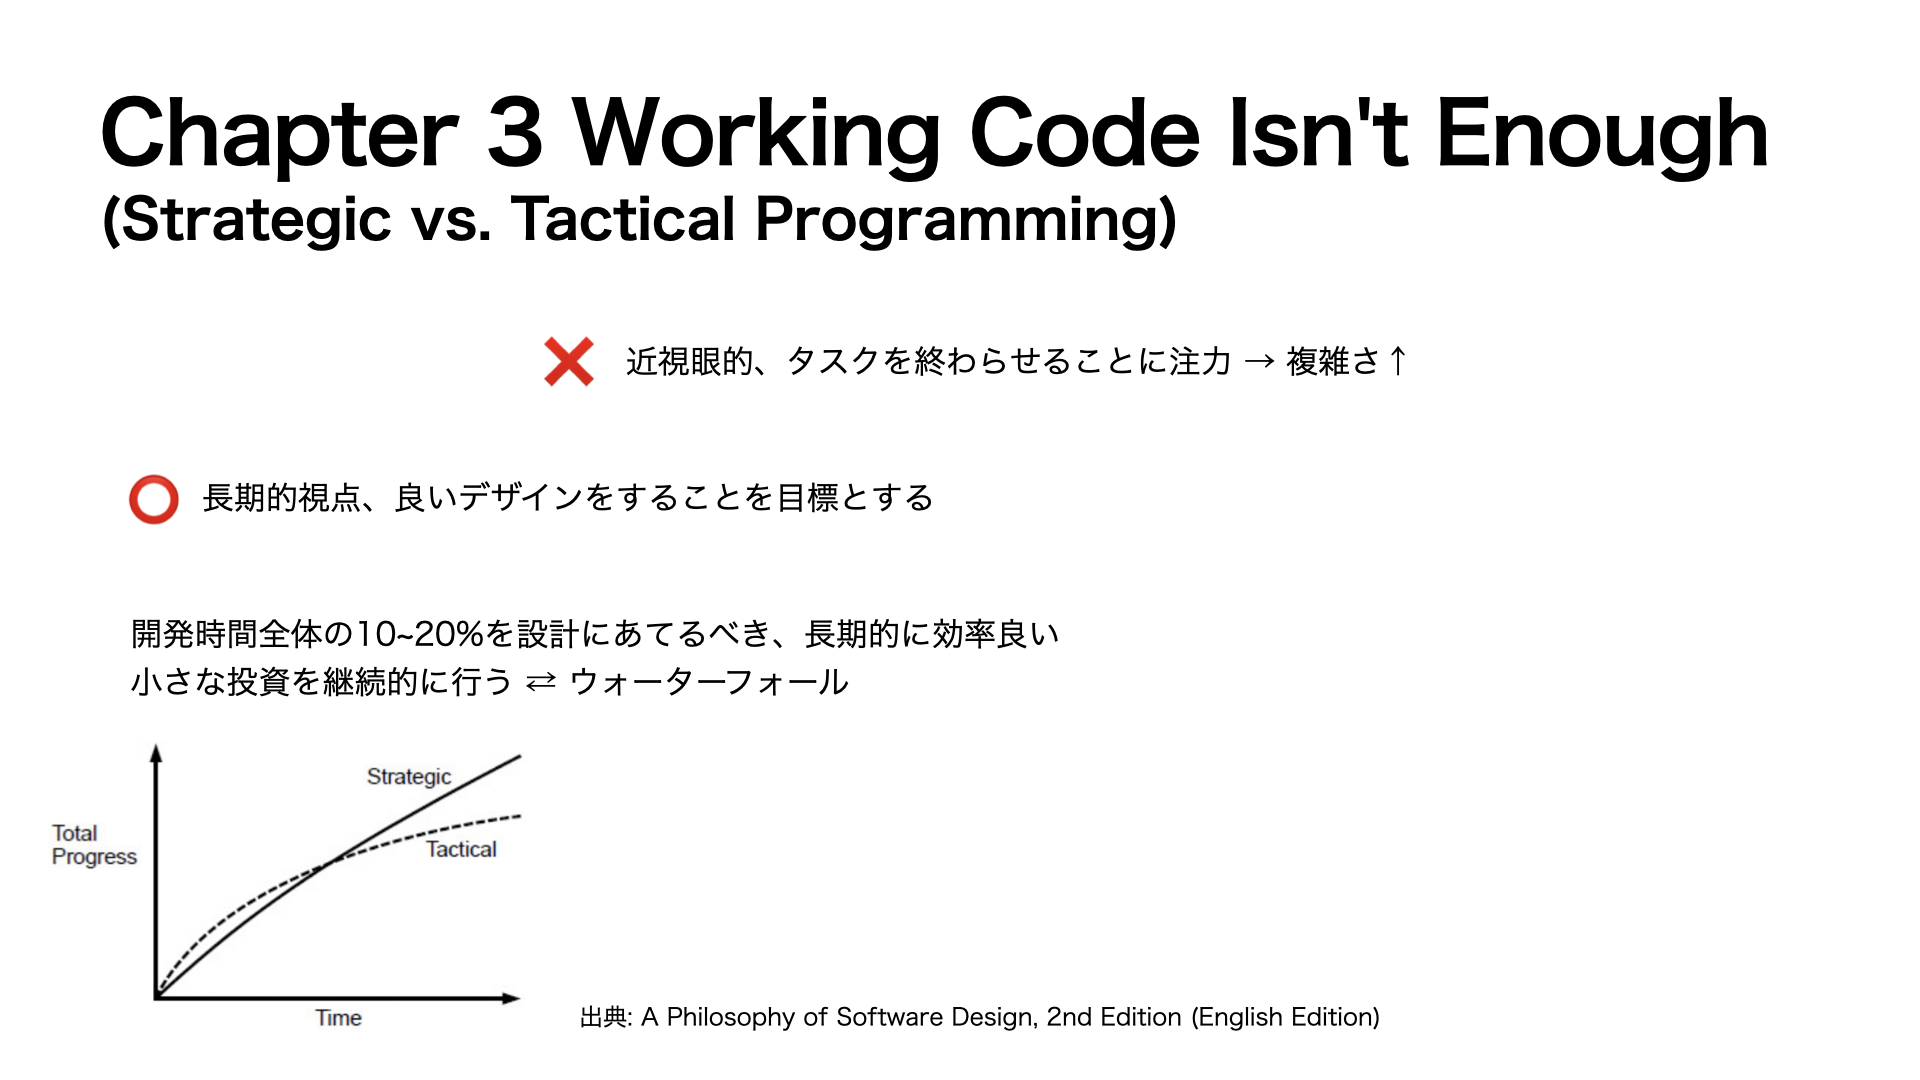 Chapter 3 Working Code Isn't Enough
(Strategic vs. Tactical Programming)
❌ 近視眼的、タスクを終わらせることに注力 → 複雑さ↑
⭕ 長期的視点、良いデザインをすることを目標とする
開発時間全体の10~20%を設計にあてるべき、長期的に効率良い
小さな投資を継続的に行う ⇄ ウォーターフォール
Strategic
Total
Progress
Tactical
Time
出典: A Philosophy of Software Design, 2nd Edition (English Edition)